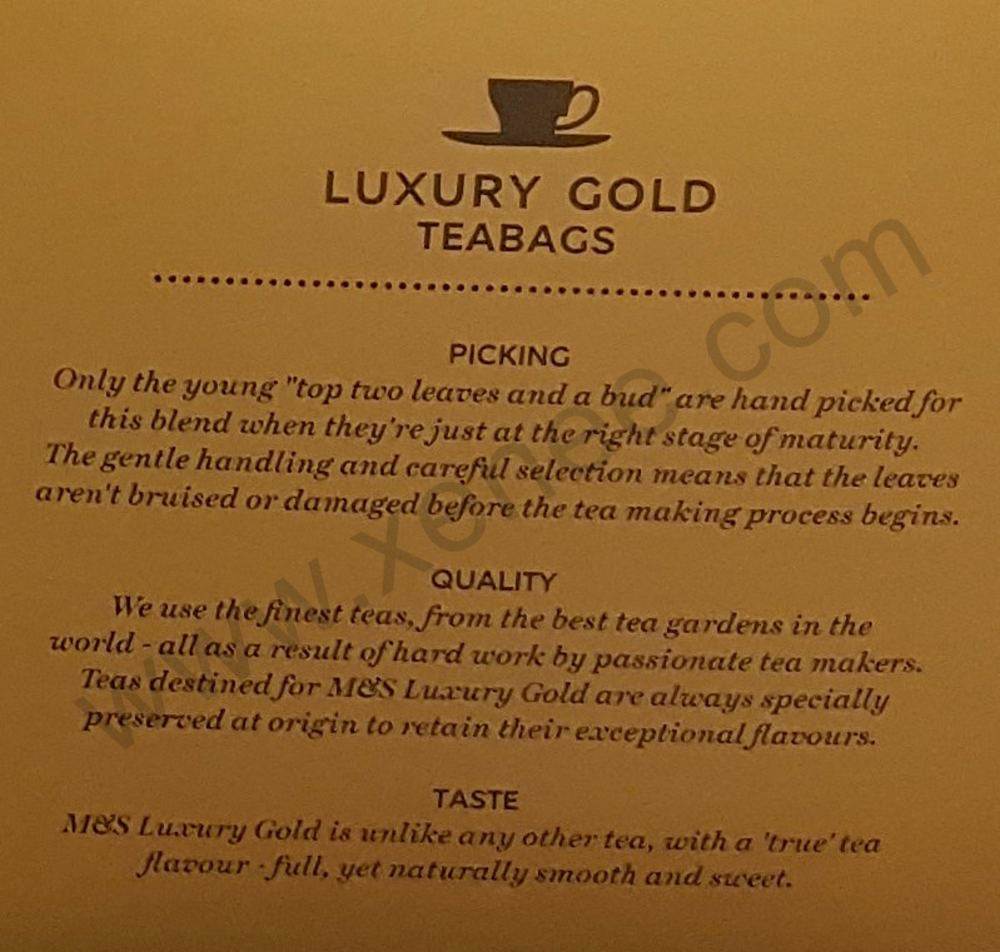 LUXURY GOLD
TEABAGS
PICKING
Only the young "top two leaves and a bud" are hand picked for
this blend when they're just at the right stage of maturity.
The gentle handling and careful selection means that the leaves
aren't bruised or damaged before the tea making process begins.
QUALITY
We use the finest teas, from the best tea gardens in the
world - all as a result of hard work by passionate tea makers.
Teas destined for M&S Luxury Gold are always specially
preserved at origin to retain their exceptional flavours.
TASTE
M&S Luxury Gold is unlike any other tea, with a 'true' tea
flavour - full, yet naturally smooth and sweet.